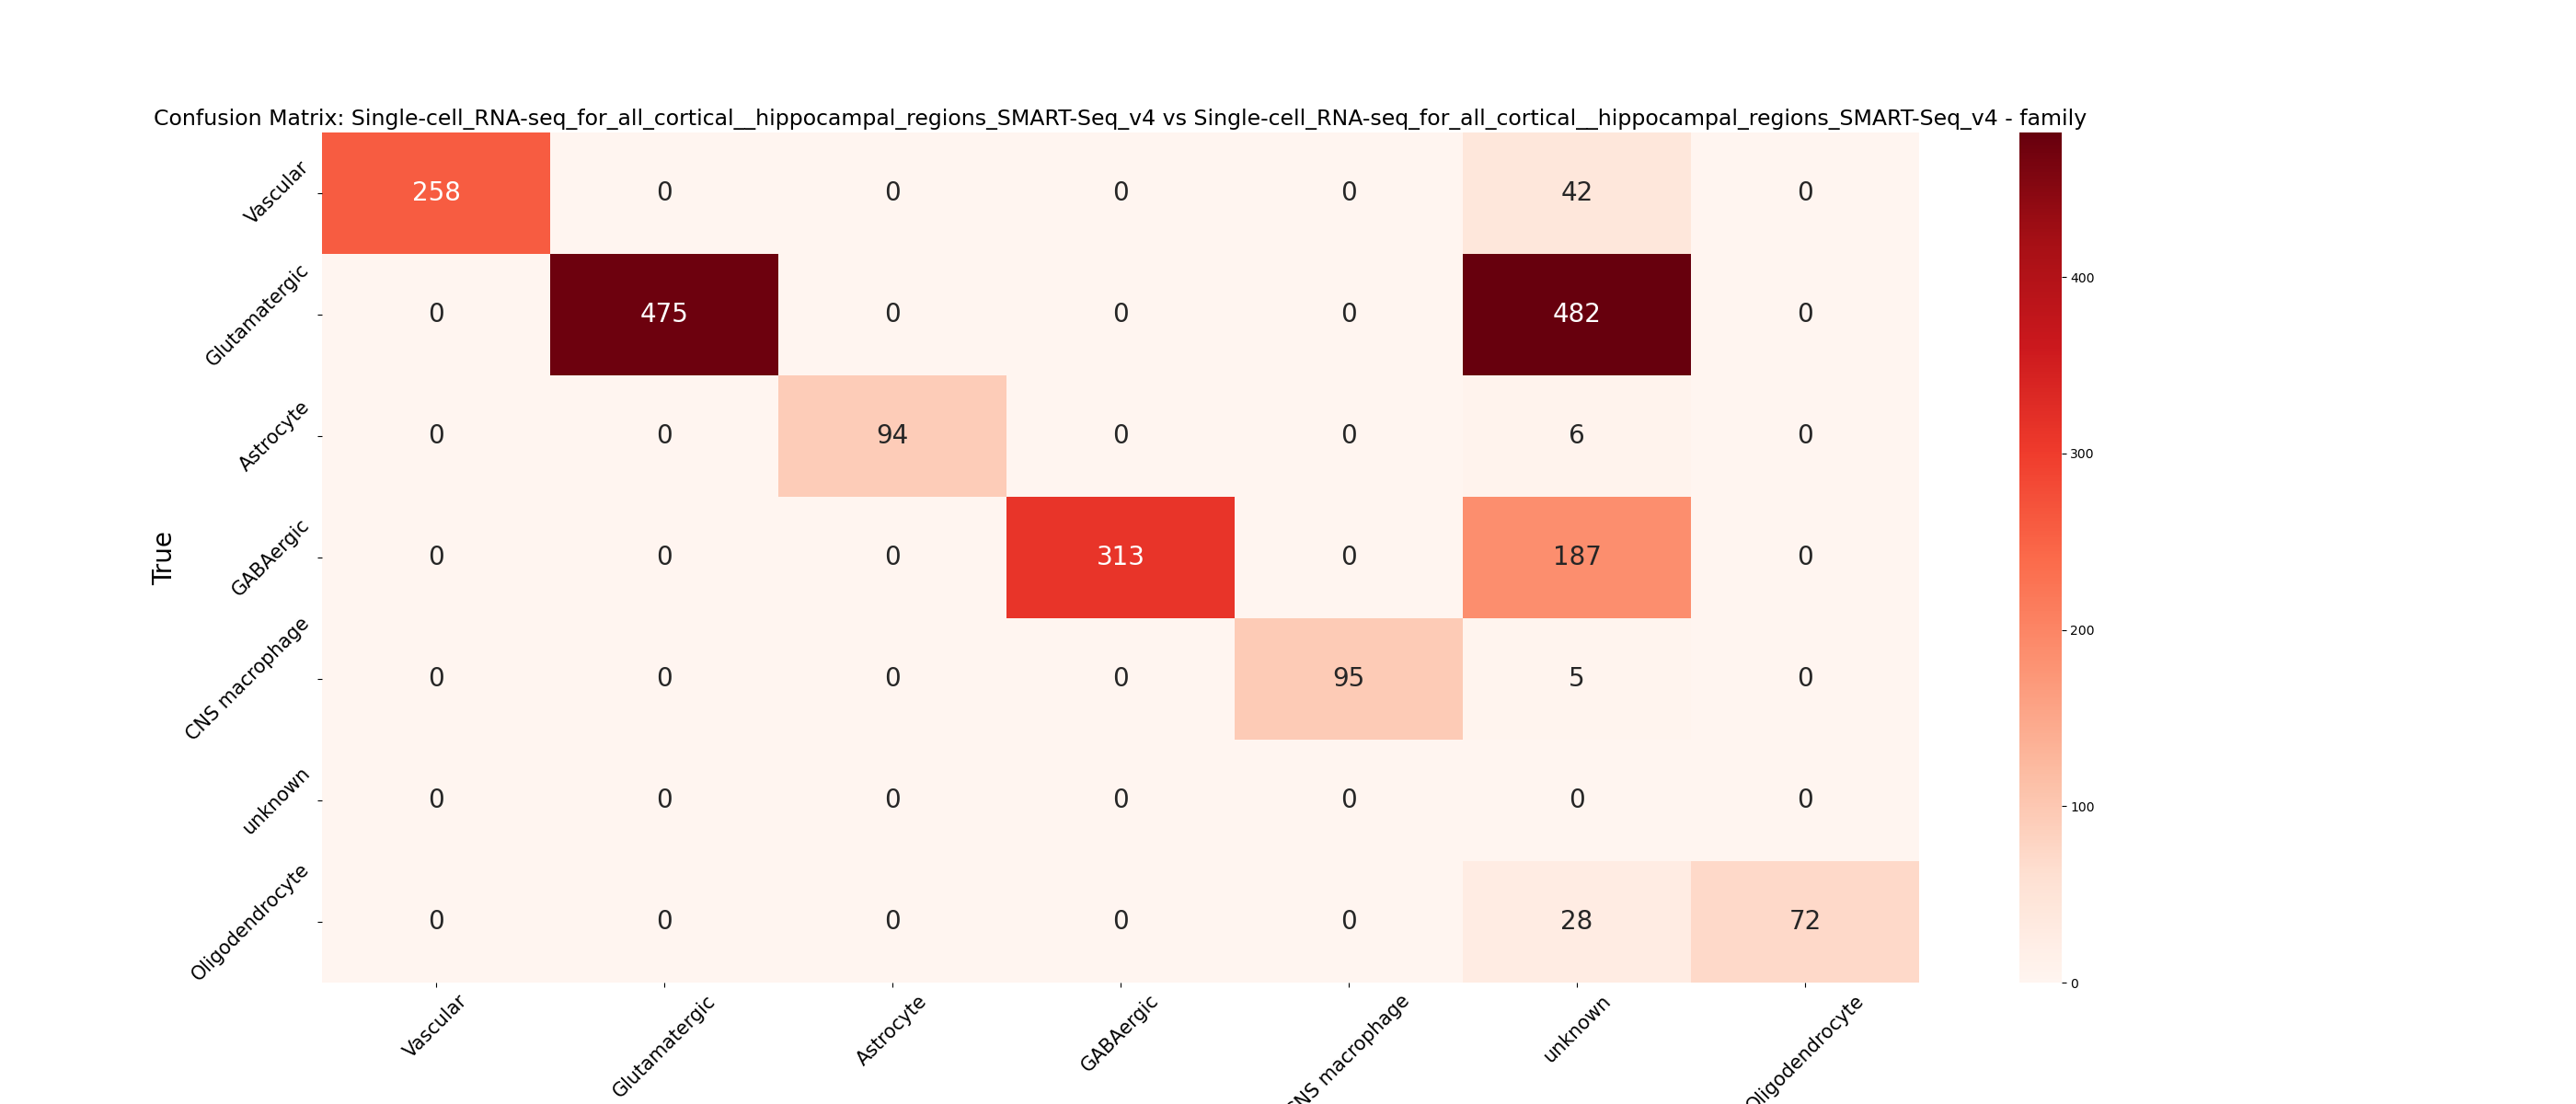 Confusion Matrix: Single-cell_RNA-seq_for_all_cortical__hippocampal_regions_SMART-Seq_v4 vs Single-cell_RNA-seq_for_all_cortical__hippocampal_regions_SMART-Seq_v4 - family
True
Vascular 258 0 0 0 0 42 0
Glutamatergic 0 475 0 0 0 482 0
Astrocyte 0 0 94 0 0 6 0
GABAergic 0 0 0 313 0 187 0
CNS macrophage 0 0 0 0 95 5 0
unknown 0 0 0 0 0 0 0
Oligodendrocyte 0 0 0 0 0 28 72
Vascular Glutamatergic Astrocyte GABAergic CNS macrophage unknown Oligodendrocyte
400
300
200
100
0